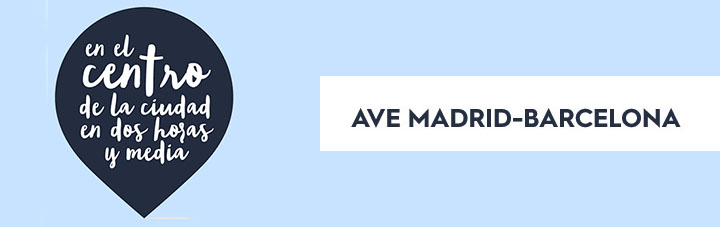 en el
centro
de la ciudad
en dos horas
y media
AVE MADRID-BARCELONA